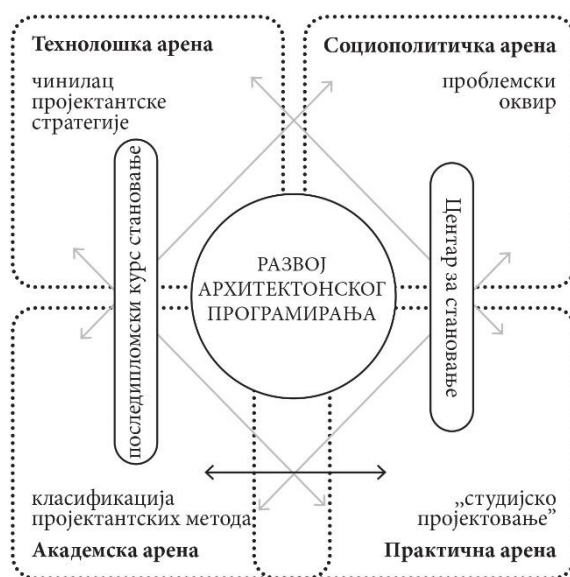 Технолошка арена
чинилац
пројектантске
стратегије
Социополитичка арена
проблемски
оквир
последипломски курс становање
РАЗВОЈ
АРХИТЕКТОНСКОГ
ПРОГРАМИРАЊА
Центар за становање
класификација
пројектантских метода
Академска арена
„студијско
пројектовање”
Практична арена